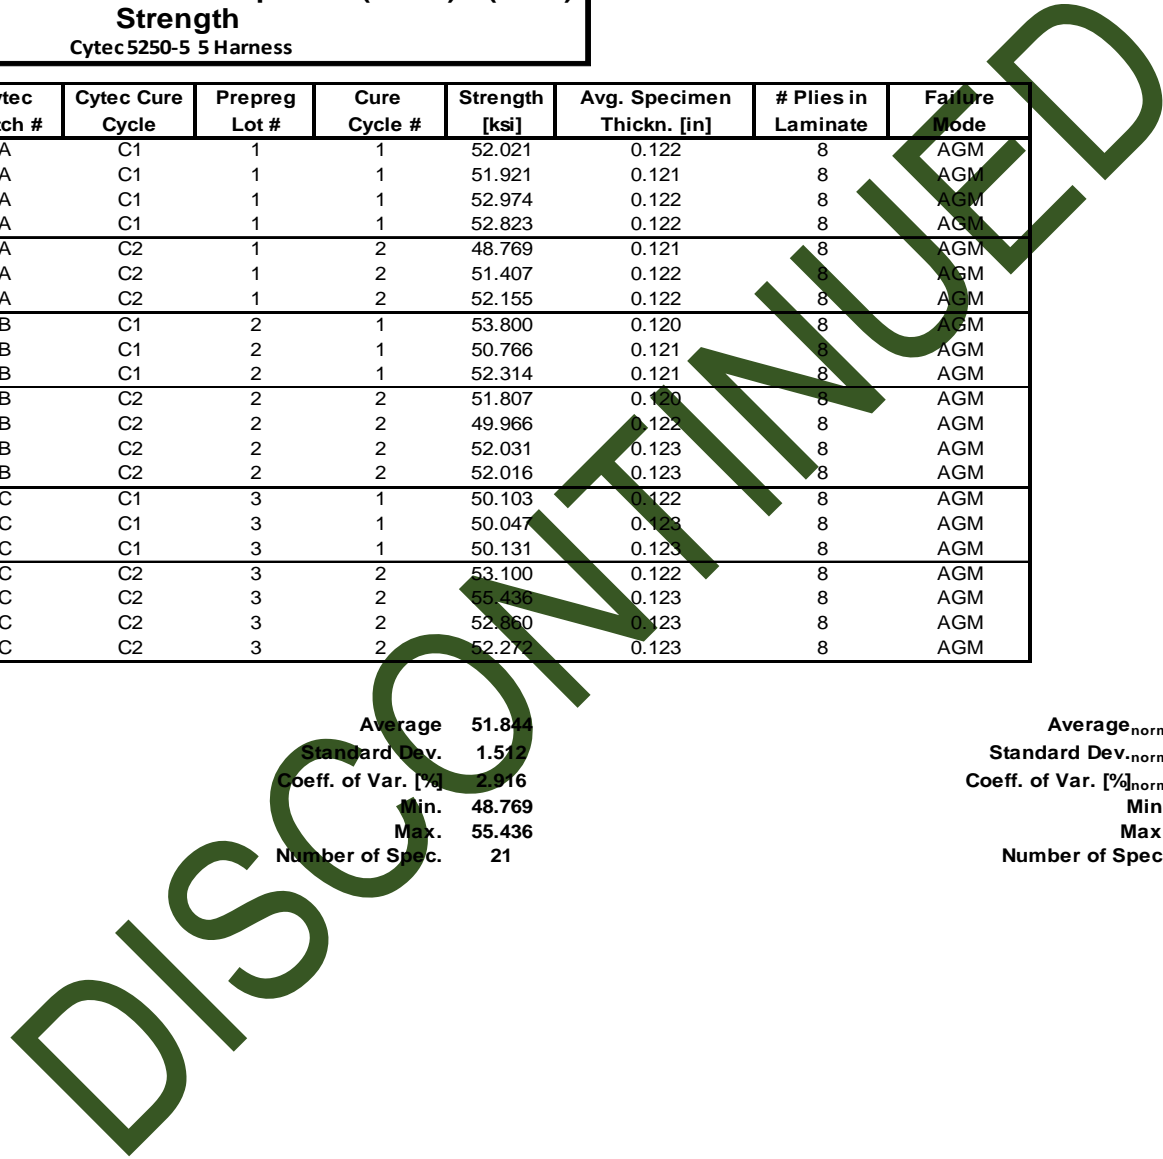 Strength
Cytec 5250-5 5 Harness
Cytec Cure Prepreg Cure Strength Avg. Specimen # Plies in Failure
Cycle Lot # Cycle # [ksi] Thickn. [in] Laminate Mode
A C1 1 1 52.021 0.122 8 AGM
A C1 1 1 51.921 0.121 8 AGM
A C1 1 1 52.974 0.122 8 AGM
A C1 1 1 52.823 0.122 8 AGM
A C2 1 2 48.769 0.121 8 AGM
A C2 1 2 51.407 0.122 8 AGM
A C2 1 2 52.155 0.122 8 AGM
B C1 2 1 53.800 0.120 8 AGM
B C1 2 1 50.766 0.121 8 AGM
B C1 2 1 52.314 0.121 8 AGM
B C2 2 2 51.807 0.120 8 AGM
B C2 2 2 49.966 0.122 8 AGM
B C2 2 2 52.031 0.123 8 AGM
B C2 2 2 52.016 0.123 8 AGM
C C1 3 1 50.103 0.122 8 AGM
C C1 3 1 50.047 0.123 8 AGM
C C1 3 1 50.131 0.123 8 AGM
C C2 3 2 53.100 0.122 8 AGM
C C2 3 2 55.436 0.123 8 AGM
C C2 3 2 52.860 0.123 8 AGM
C C2 3 2 52.272 0.123 8 AGM
Average 51.844 Average norm
Standard Dev. 1.512 Standard Dev. norm
Coeff. of Var. [%] 2.916 Coeff. of Var. [%] norm
Min. 48.769 Min
Max. 55.436 Max
Number of Spec. 21 Number of Spec
DISCONTINUED